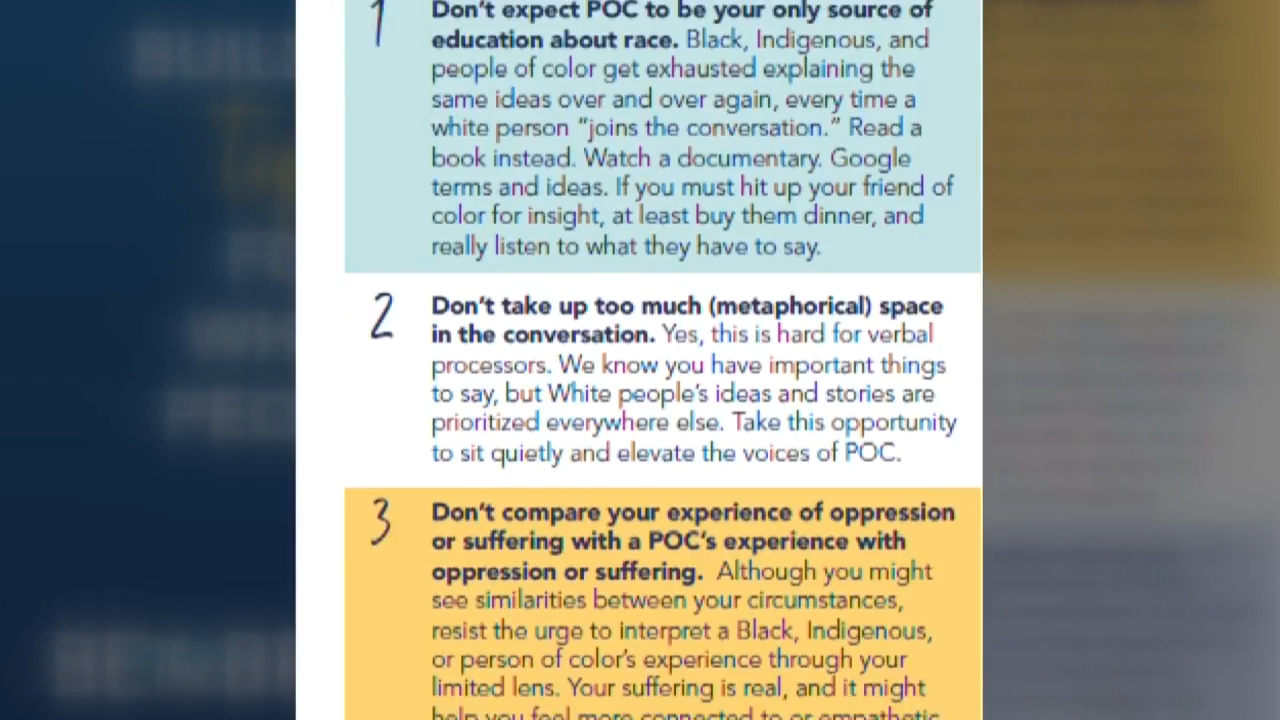 1
Don't expect POC to be your only source of
education about race. Black, Indigenous, and
people of color get exhausted explaining the
same ideas over and over again, every time a
white person "joins the conversation." Read a
book instead. Watch a documentary. Google
terms and ideas. If you must hit up your friend of
color for insight, at least buy them dinner, and
really listen to what they have to say.
2
Don't take up too much (metaphorical) space
in the conversation. Yes, this is hard for verbal
processors. We know you have important things
to say, but White people's ideas and stories are
prioritized everywhere else. Take this opportunity
to sit quietly and elevate the voices of POC.
3
Don't compare your experience of oppression
or suffering with a POC's experience with
oppression or suffering. Although you might
see similarities between your circumstances,
resist the urge to interpret a Black, Indigenous,
or person of color's experience through your
limited lens. Your suffering is real, and it might
help you feel more connected to or empathetic